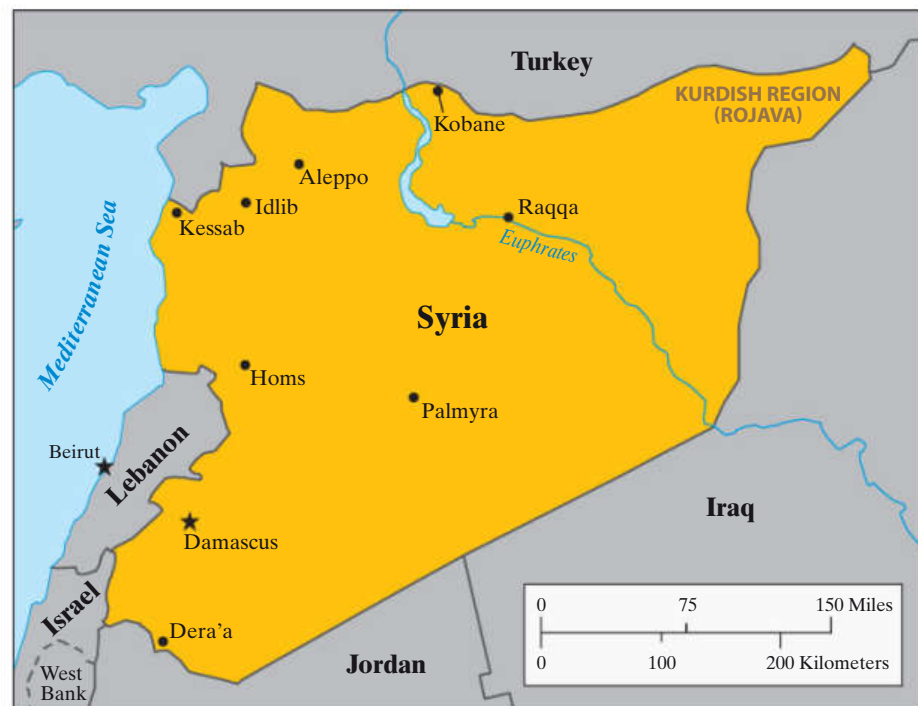 Turkey
KURDISH REGION
(ROJAVA)
Kobane
Aleppo
Idlib
Kessab
Raqqa
Euphrates
Mediterranean Sea
Syria
Homs
Palmyra
Beirut
Lebanon
Iraq
Damascus
Israel
Dera'a
West
Bank
Jordan
0 75 150 Miles
0 100 200 Kilometers